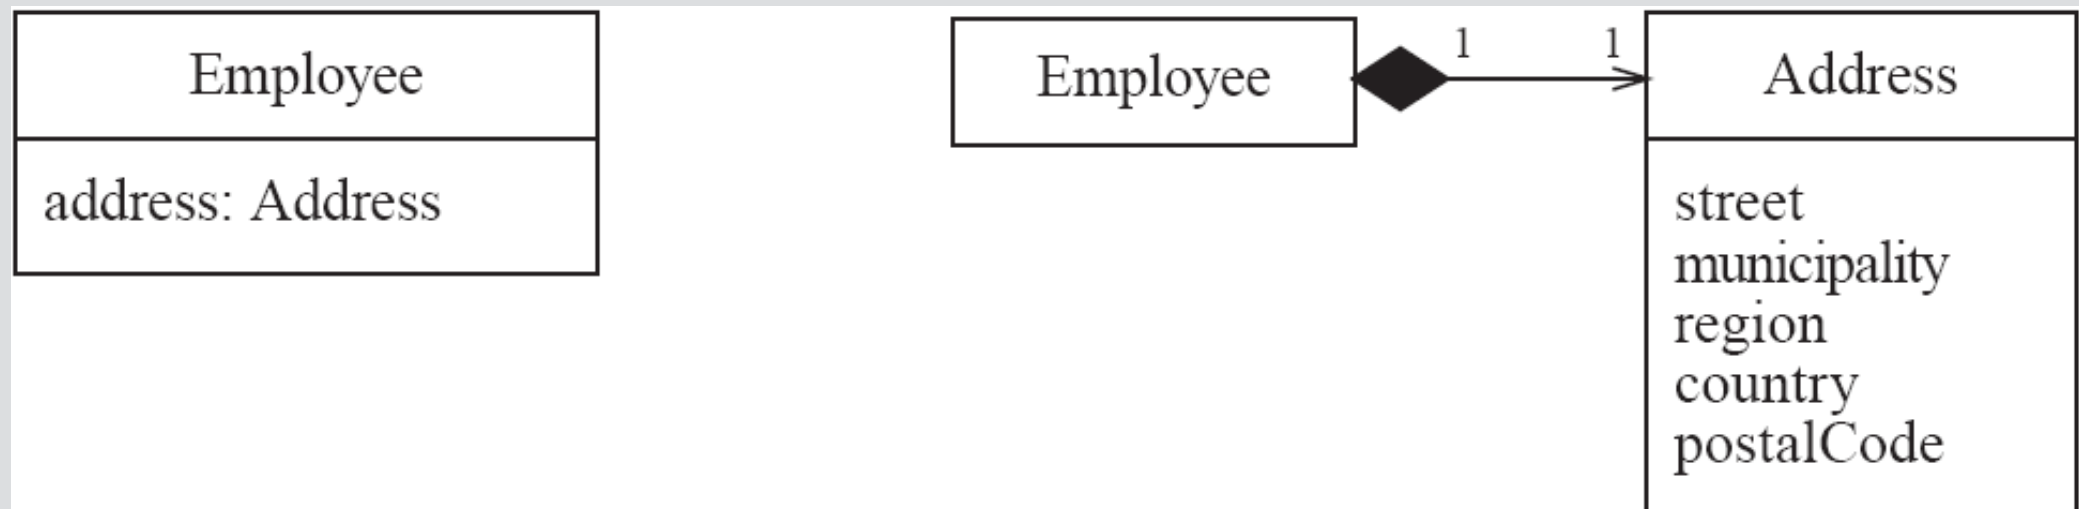 Employee
address: Address
Employee
1
1
Address
street
municipality
region
country
postalCode